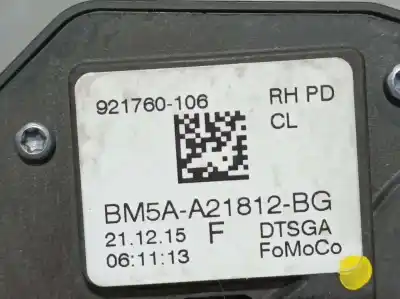 921760-106 RH PD
CL
BM5A-A21812-BG
21.12.15 F DTSGA
06:11:13 FoMoCo